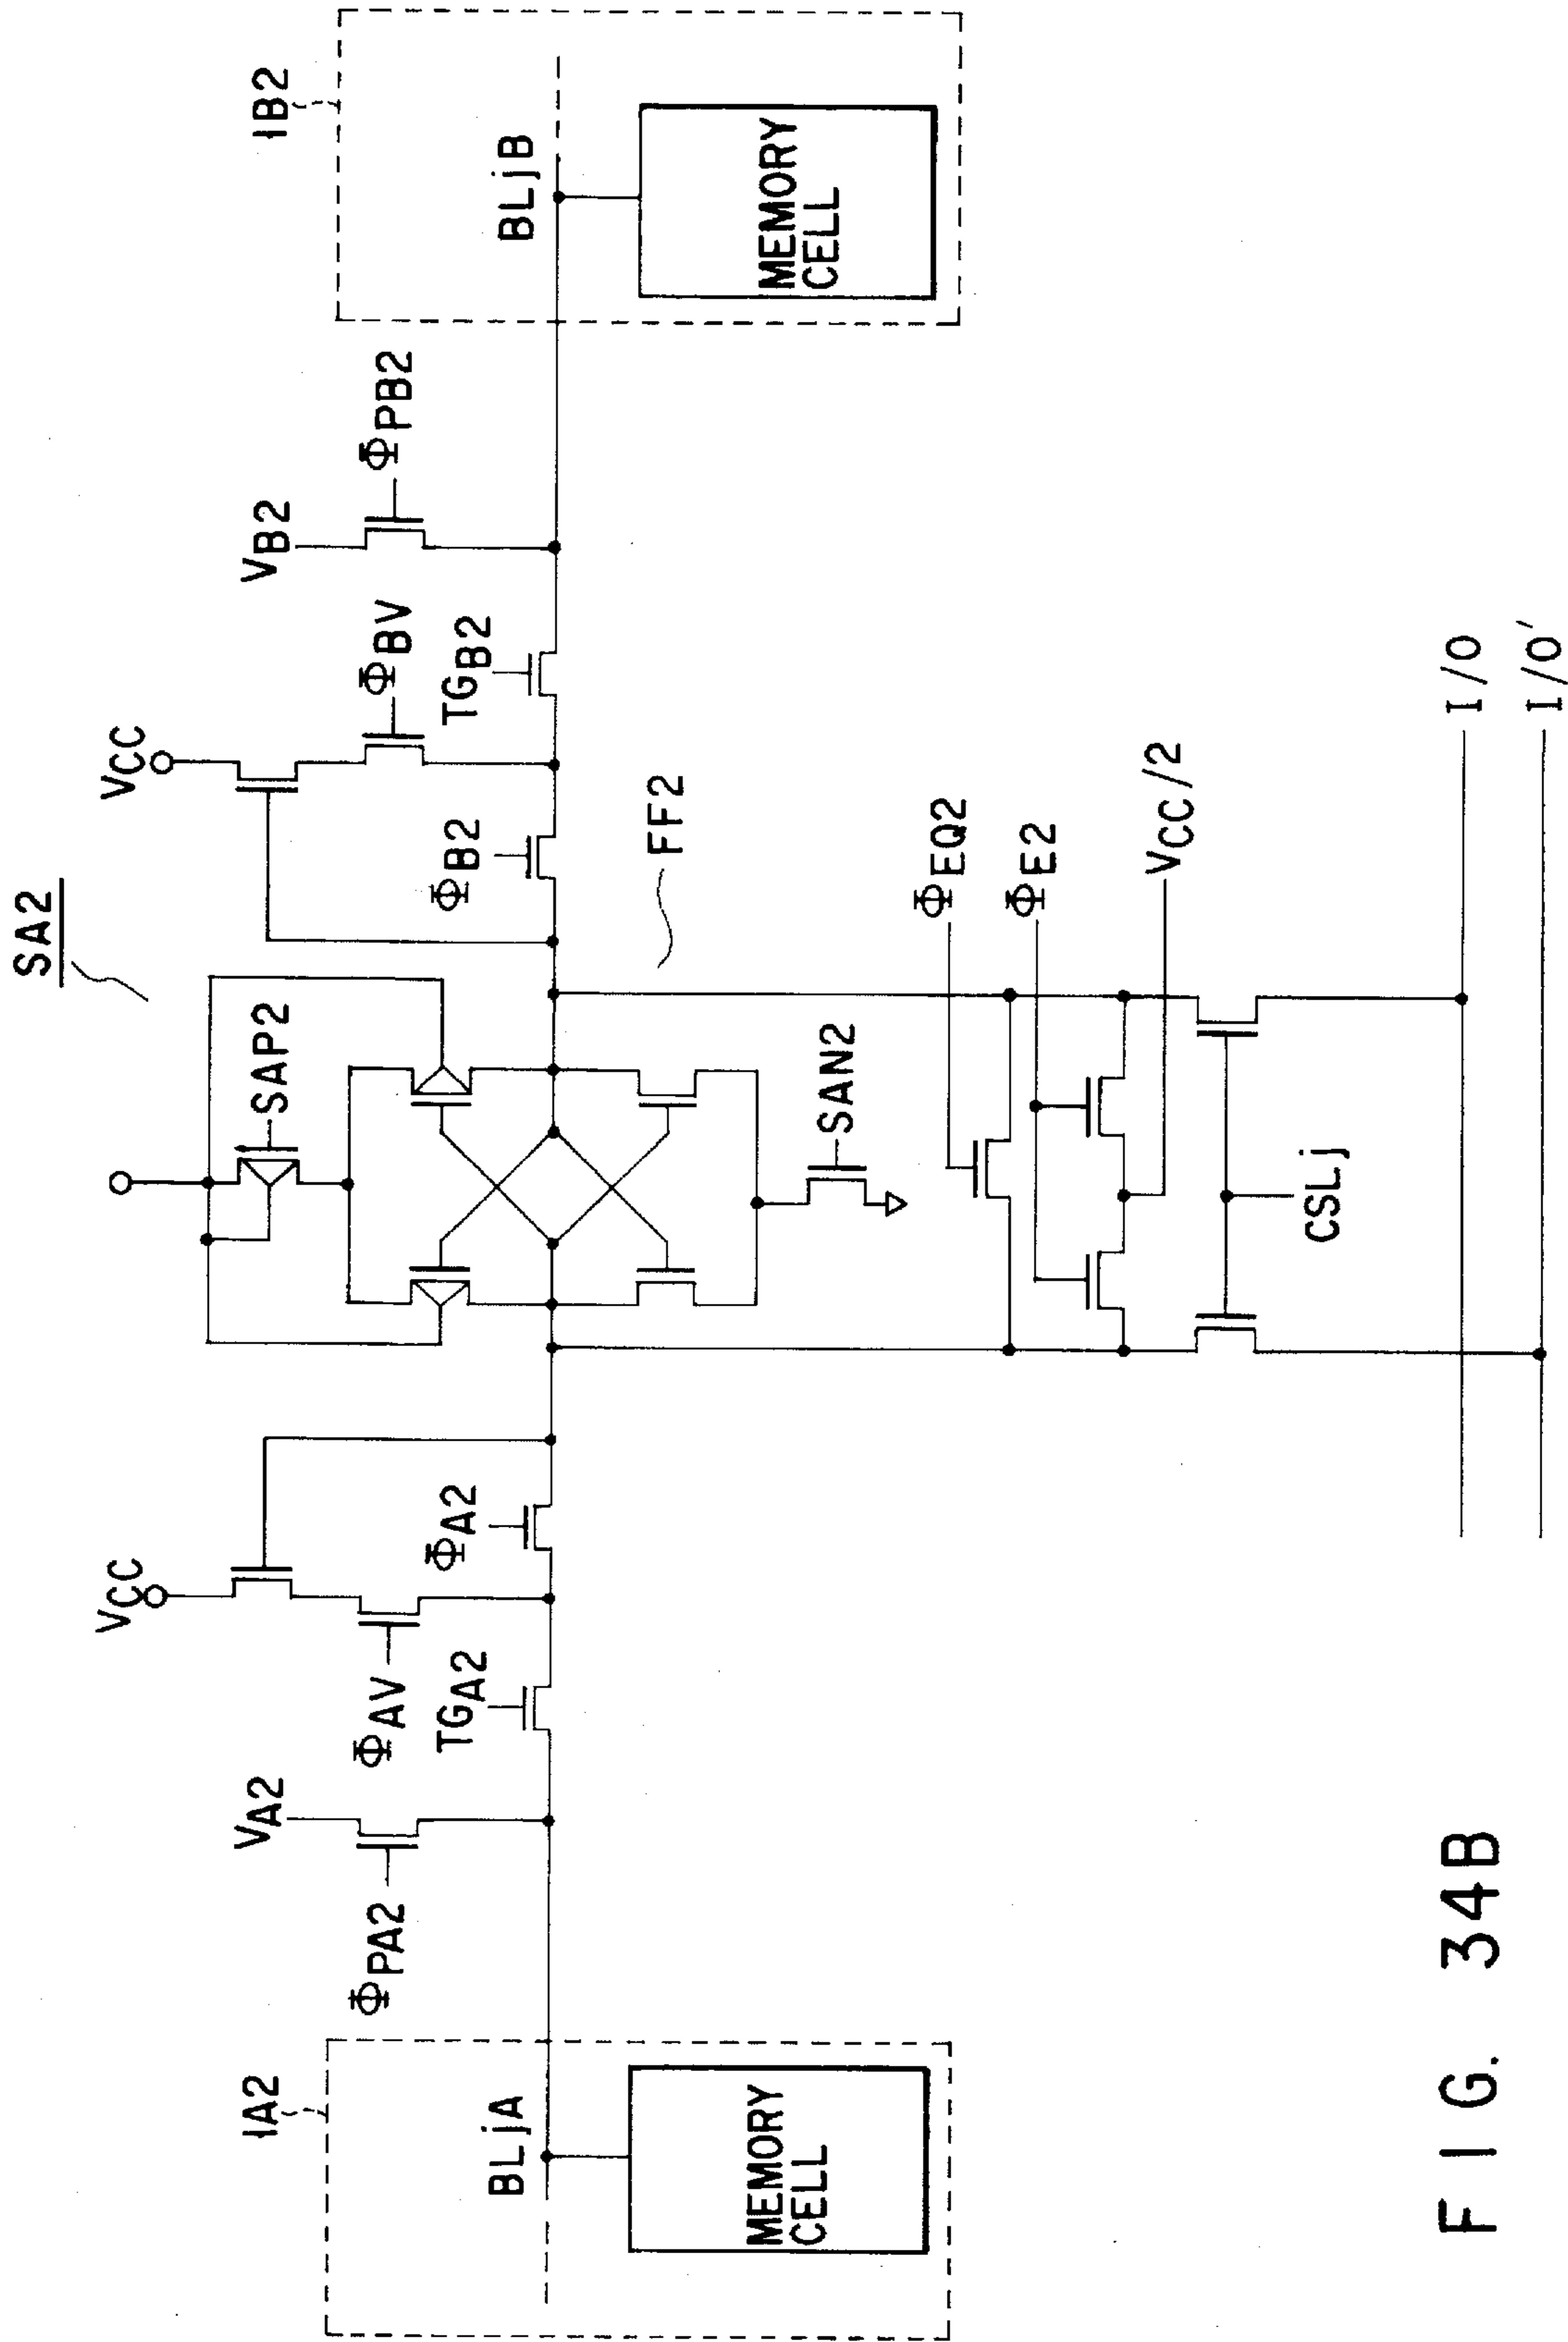 SA2
VCC
VCC
SAP2
VA2
VB2
1A2
1B2
ΦPA2
ΦAV
ΦBV
ΦPB2
TGA2
ΦA2
ΦB2
TGB2
BLjA
BLjB
FF2
MEMORY
CELL
MEMORY
CELL
SAN2
ΦEQ2
ΦE2
VCC/2
CSLj
I/O
I/O'
FIG. 34B